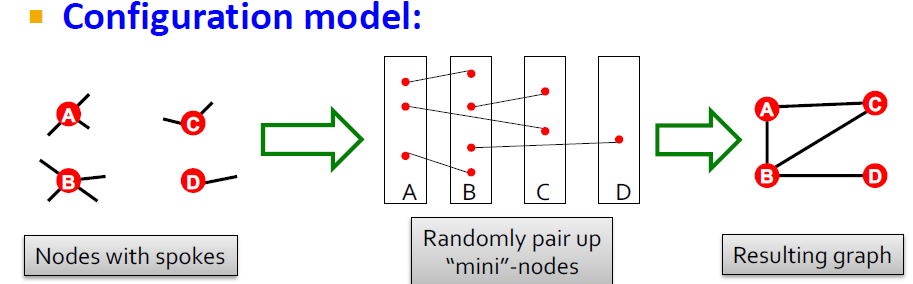 Configuration model:
A
C
B
D
Nodes with spokes
A B C D
Randomly pair up
“mini”-nodes
A
C
B
D
Resulting graph